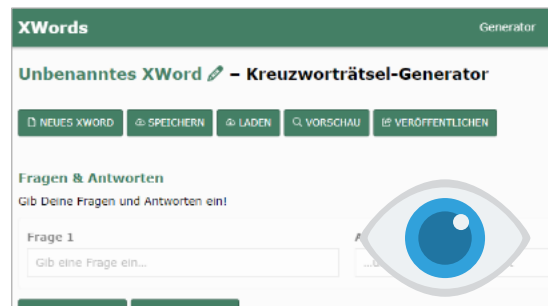 XWords
Generator
Unbenanntes XWord – Kreuzworträtsel-Generator
NEUES XWORD SPEICHERN LADEN VORSCHAU VERÖFFENTLICHEN
Fragen & Antworten
Gib Deine Fragen und Antworten ein!
Frage 1
Gib eine Frage ein...